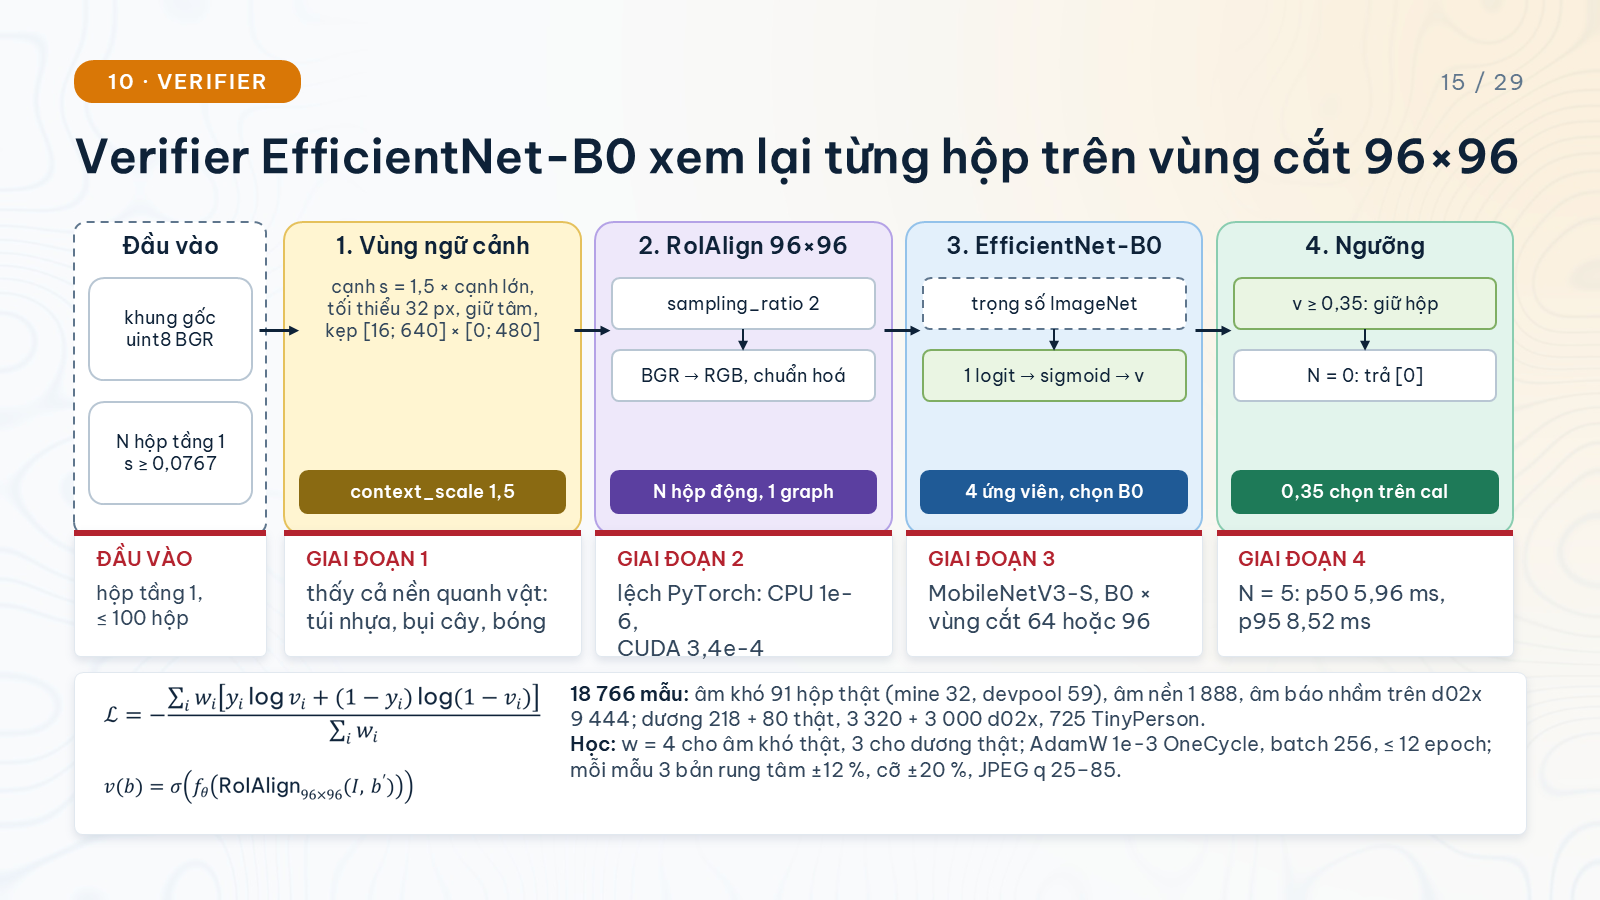 10 · VERIFIER
15 / 29
Verifier EfficientNet-B0 xem lại từng hộp trên vùng cắt 96×96
Đầu vào
khung gốc
uint8 BGR
N hộp tầng 1
s ≥ 0,0767
1. Vùng ngữ cảnh
cạnh s = 1,5 × cạnh lớn,
tối thiểu 32 px, giữ tâm,
kẹp [16; 640] × [0; 480]
context_scale 1,5
2. RoIAlign 96×96
sampling_ratio 2
BGR → RGB, chuẩn hoá
N hộp động, 1 graph
3. EfficientNet-B0
trọng số ImageNet
1 logit → sigmoid → v
4 ứng viên, chọn B0
4. Ngưỡng
v ≥ 0,35: giữ hộp
N = 0: trả [0]
0,35 chọn trên cal
ĐẦU VÀO
hộp tầng 1,
≤ 100 hộp
GIAI ĐOẠN 1
thấy cả nền quanh vật:
túi nhựa, bụi cây, bóng
GIAI ĐOẠN 2
lệch PyTorch: CPU 1e-
6,
CUDA 3,4e-4
GIAI ĐOẠN 3
MobileNetV3-S, B0 ×
vùng cắt 64 hoặc 96
GIAI ĐOẠN 4
N = 5: p50 5,96 ms,
p95 8,52 ms
ℒ = −∑ᵢ wᵢ[yᵢ log vᵢ + (1 − yᵢ) log(1 − vᵢ)] / ∑ᵢ wᵢ
v(b) = σ(f_θ(RoIAlign₉₆ₓ₉₆(I, b′)))
18 766 mẫu: âm khó 91 hộp thật (mine 32, devpool 59), âm nền 1 888, âm báo nhầm trên d02x
9 444; dương 218 + 80 thật, 3 320 + 3 000 d02x, 725 TinyPerson.
Học: w = 4 cho âm khó thật, 3 cho dương thật; AdamW 1e-3 OneCycle, batch 256, ≤ 12 epoch;
mỗi mẫu 3 bản rung tâm ±12 %, cỡ ±20 %, JPEG q 25–85.